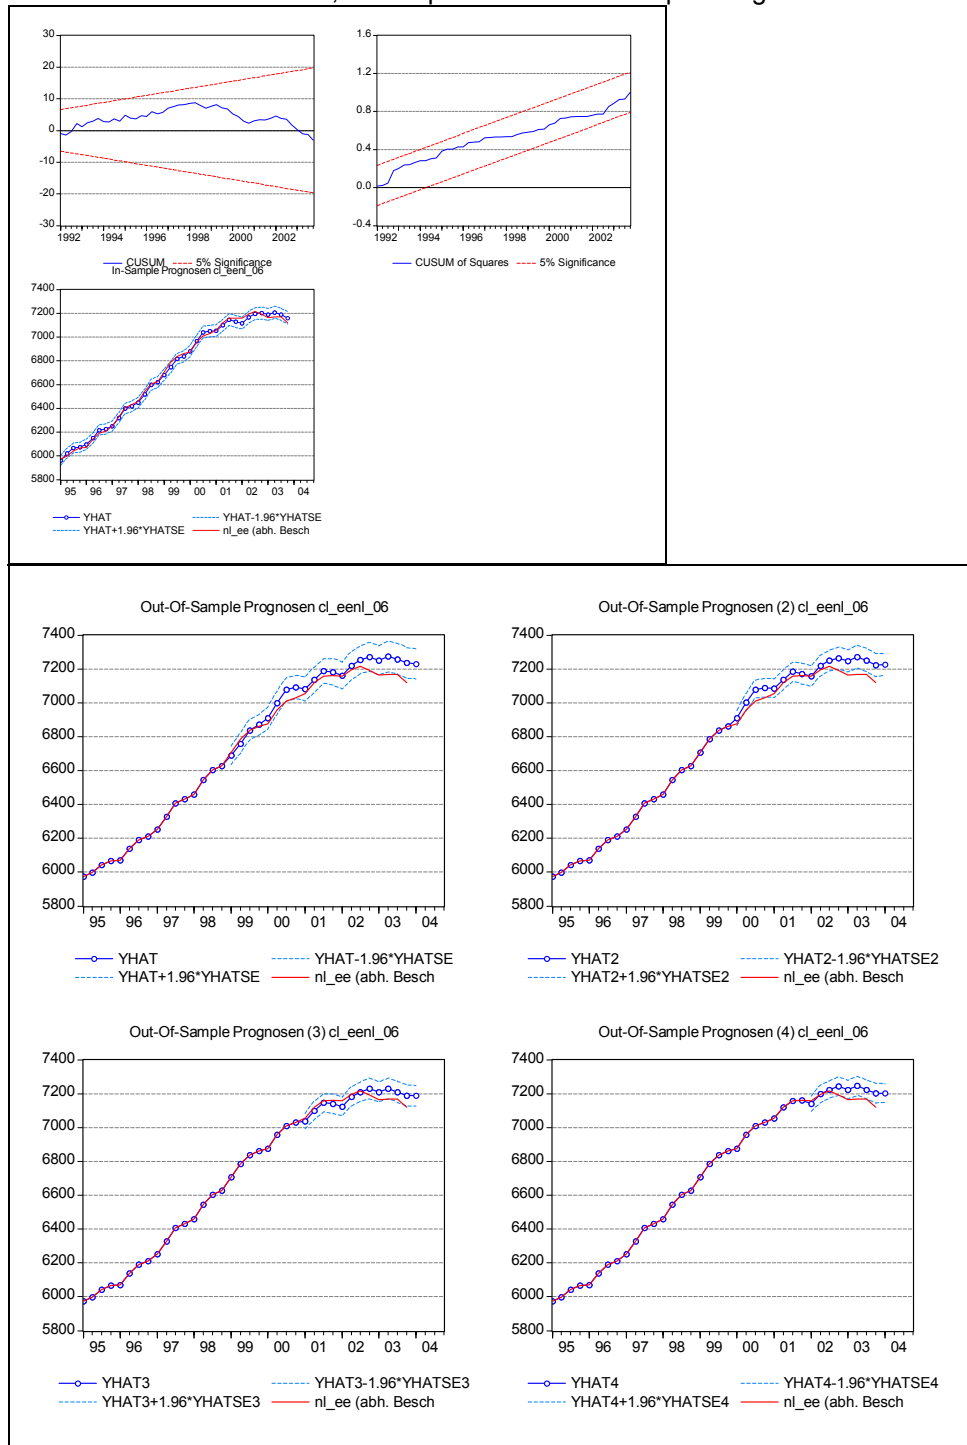 30
20
10
0
-10
-20
-30
1992 1994 1996 1998 2000 2002
CUSUM 5% Significance
1.6
1.2
0.8
0.4
0.0
-0.4
1992 1994 1996 1998 2000 2002
CUSUM of Squares 5% Significance
In-Sample Prognosen cl_eenl_06
7400
7200
7000
6800
6600
6400
6200
6000
5800
95 96 97 98 99 00 01 02 03 04
YHAT YHAT-1.96*YHATSE
YHAT+1.96*YHATSE nl_ee (abh. Besch
Out-Of-Sample Prognosen cl_eenl_06
7400
7200
7000
6800
6600
6400
6200
6000
5800
95 96 97 98 99 00 01 02 03 04
YHAT YHAT-1.96*YHATSE
YHAT+1.96*YHATSE nl_ee (abh. Besch
Out-Of-Sample Prognosen (2) cl_eenl_06
7400
7200
7000
6800
6600
6400
6200
6000
5800
95 96 97 98 99 00 01 02 03 04
YHAT2 YHAT2-1.96*YHATSE2
YHAT2+1.96*YHATSE2 nl_ee (abh. Besch
Out-Of-Sample Prognosen (3) cl_eenl_06
7400
7200
7000
6800
6600
6400
6200
6000
5800
95 96 97 98 99 00 01 02 03 04
YHAT3 YHAT3-1.96*YHATSE3
YHAT3+1.96*YHATSE3 nl_ee (abh. Besch
Out-Of-Sample Prognosen (4) cl_eenl_06
7400
7200
7000
6800
6600
6400
6200
6000
5800
95 96 97 98 99 00 01 02 03 04
YHAT4 YHAT4-1.96*YHATSE4
YHAT4+1.96*YHATSE4 nl_ee (abh. Besch